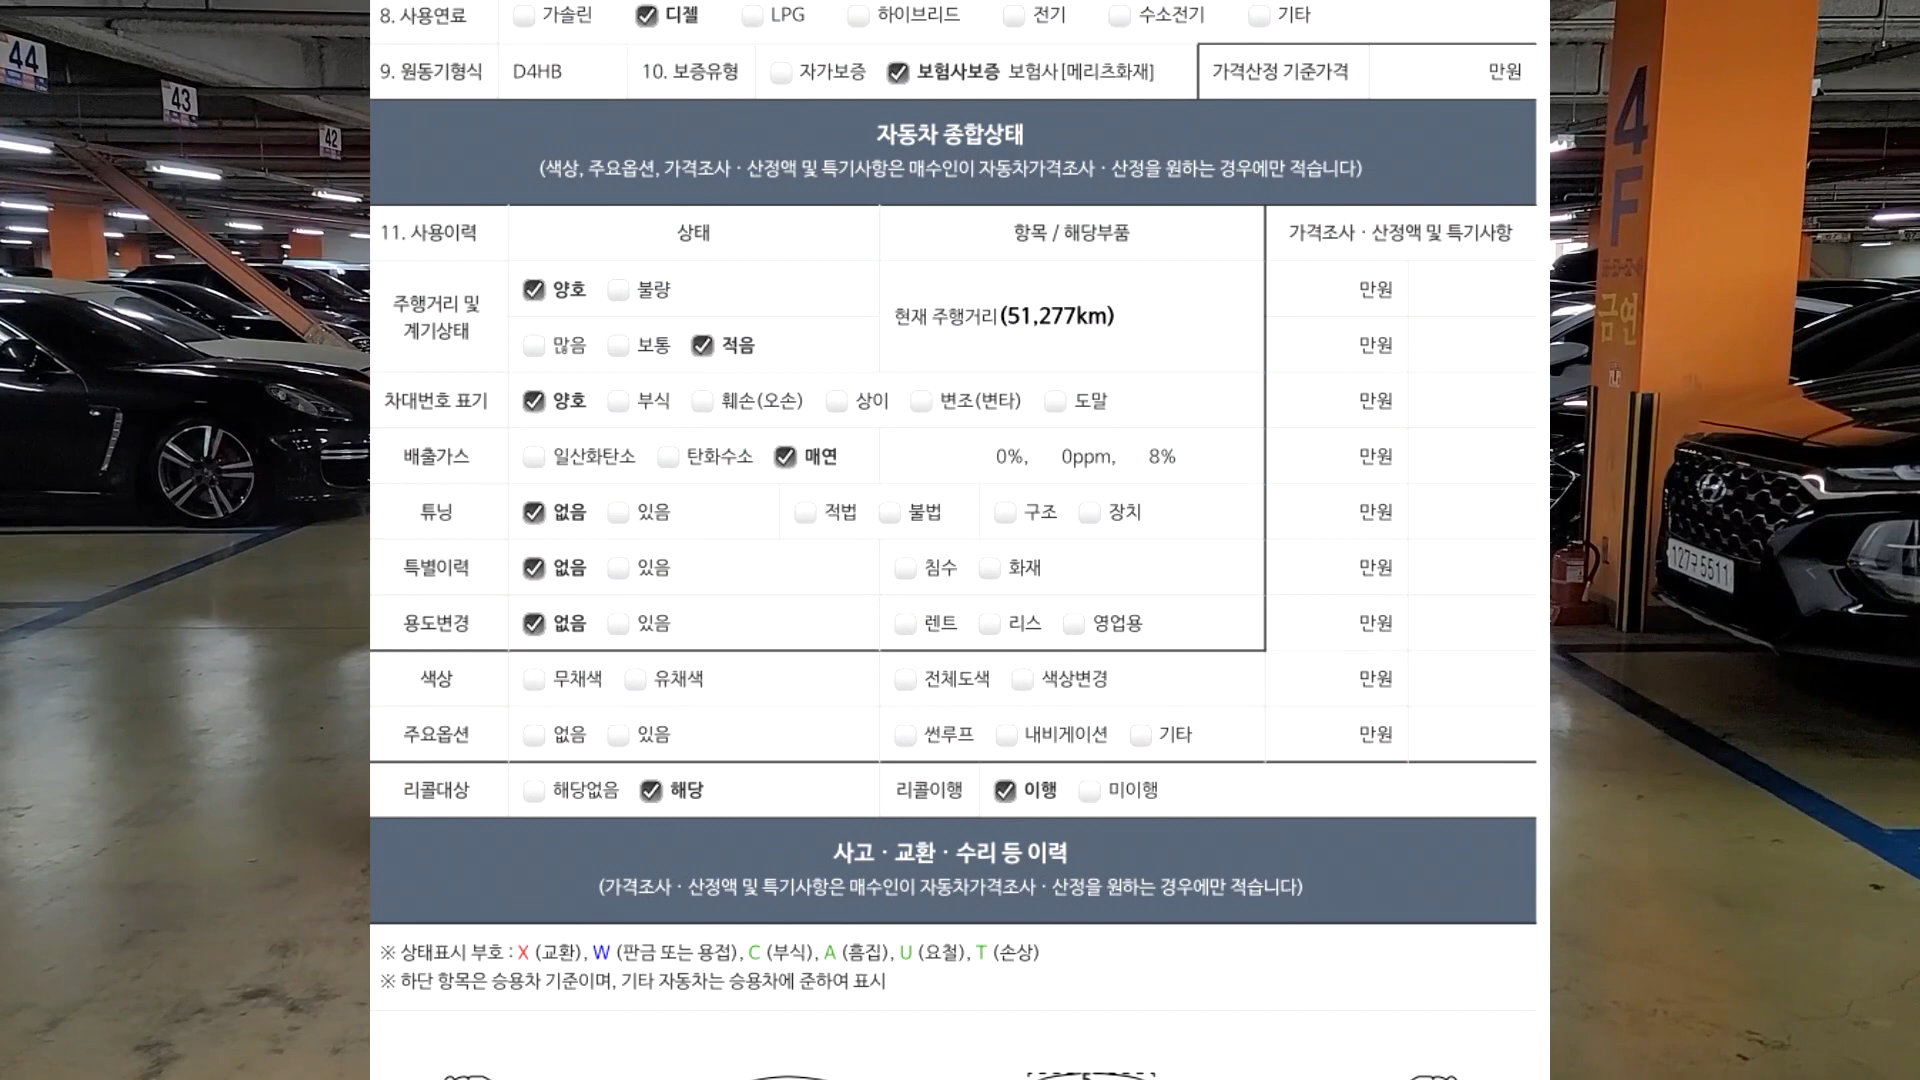 44
43
42
8. 사용연료 가솔린 디젤 LPG 하이브리드 전기 수소전기 기타
9. 원동기형식 D4HB 10. 보증유형 자가보증 보험사보증 보험사[메리츠화재] 가격산정 기준가격 만원
자동차 종합상태
(색상, 주요옵션, 가격조사ㆍ산정액 및 특기사항은 매수인이 자동차가격조사ㆍ산정을 원하는 경우에만 적습니다)
11. 사용이력 상태 항목 / 해당부품 가격조사ㆍ산정액 및 특기사항
주행거리 및
계기상태
양호 불량 만원
현재 주행거리(51,277km)
많음 보통 적음 만원
차대번호 표기 양호 부식 훼손(오손) 상이 변조(변타) 도말 만원
배출가스 일산화탄소 탄화수소 매연 0%, 0ppm, 8% 만원
튜닝 없음 있음 적법 불법 구조 장치 만원
특별이력 없음 있음 침수 화재 만원
용도변경 없음 있음 렌트 리스 영업용 만원
색상 무채색 유채색 전체도색 색상변경 만원
주요옵션 없음 있음 썬루프 내비게이션 기타 만원
리콜대상 해당없음 해당 리콜이행 이행 미이행
사고ㆍ교환ㆍ수리 등 이력
(가격조사ㆍ산정액 및 특기사항은 매수인이 자동차가격조사ㆍ산정을 원하는 경우에만 적습니다)
※ 상태표시 부호 : X (교환), W (판금 또는 용접), C (부식), A (흠집), U (요철), T (손상)
※ 하단 항목은 승용차 기준이며, 기타 자동차는 승용차에 준하여 표시
4F
금연
127구5511